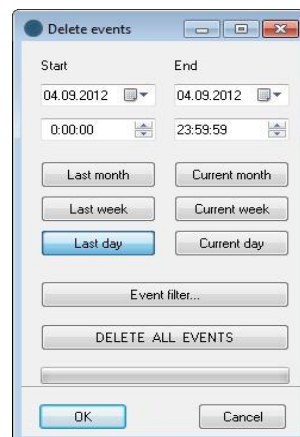 Delete events
Start End
04.09.2012 04.09.2012
0:00:00 23:59:59
Last month Current month
Last week Current week
Last day Current day
Event filter...
DELETE ALL EVENTS
OK Cancel